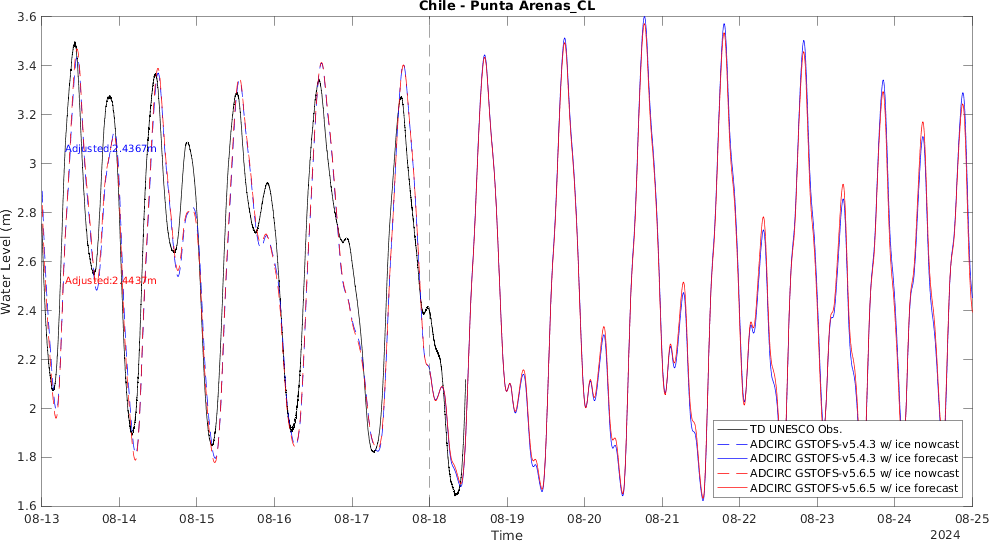 Chile - Punta Arenas_CL
3.6
3.4
3.2
3
2.8
2.6
2.4
2.2
2
1.8
1.6
Water Level (m)
Adjusted:2.4367m
Adjusted:2.4437m
TD UNESCO Obs.
ADCIRC GSTOFS-v5.4.3 w/ ice nowcast
ADCIRC GSTOFS-v5.4.3 w/ ice forecast
ADCIRC GSTOFS-v5.6.5 w/ ice nowcast
ADCIRC GSTOFS-v5.6.5 w/ ice forecast
08-13 08-14 08-15 08-16 08-17 08-18 08-19 08-20 08-21 08-22 08-23 08-24 08-25
Time
2024